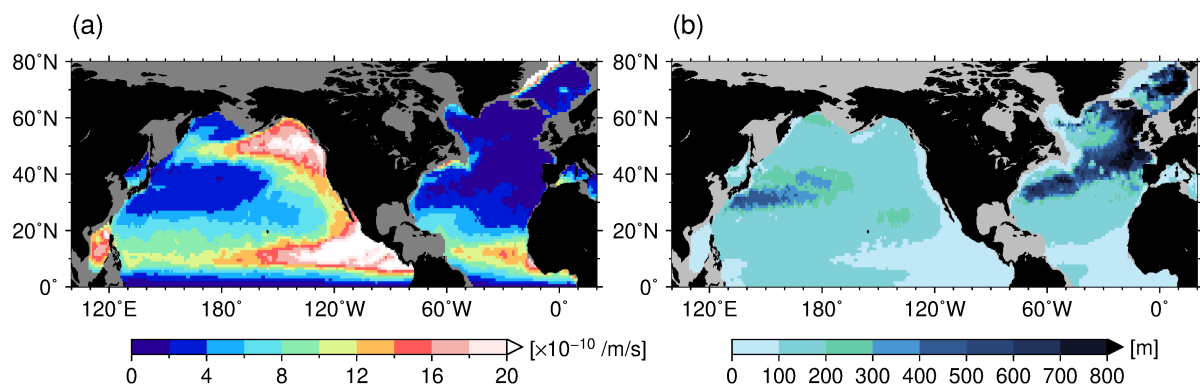 (a) (b)
80˚N 80˚N
60˚N 60˚N
40˚N 40˚N
20˚N 20˚N
0˚ 0˚
120˚E 180˚ 120˚W 60˚W 0˚ 120˚E 180˚ 120˚W 60˚W 0˚
[×10⁻¹⁰ /m/s] [m]
0 4 8 12 16 20 0 100 200 300 400 500 600 700 800